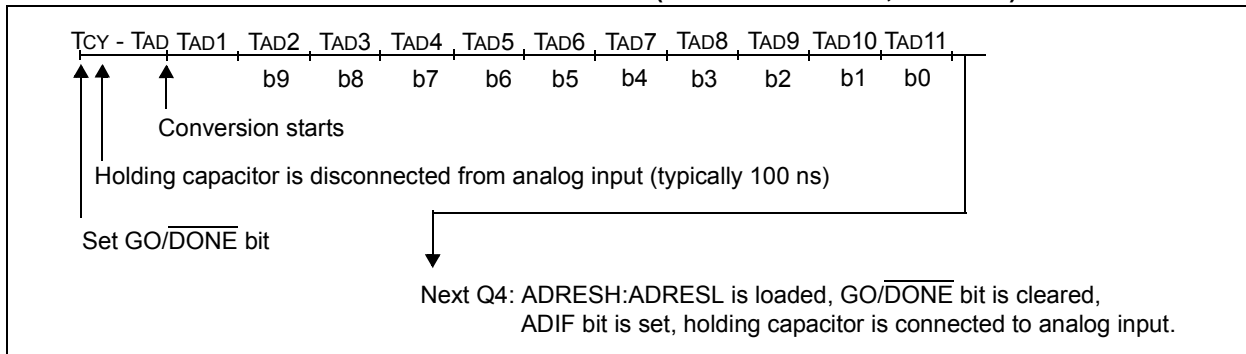 TCY - TAD TAD1 TAD2 TAD3 TAD4 TAD5 TAD6 TAD7 TAD8 TAD9 TAD10 TAD11
b9 b8 b7 b6 b5 b4 b3 b2 b1 b0
Conversion starts
Holding capacitor is disconnected from analog input (typically 100 ns)
Set GO/DONE bit
Next Q4: ADRESH:ADRESL is loaded, GO/DONE bit is cleared,
ADIF bit is set, holding capacitor is connected to analog input.